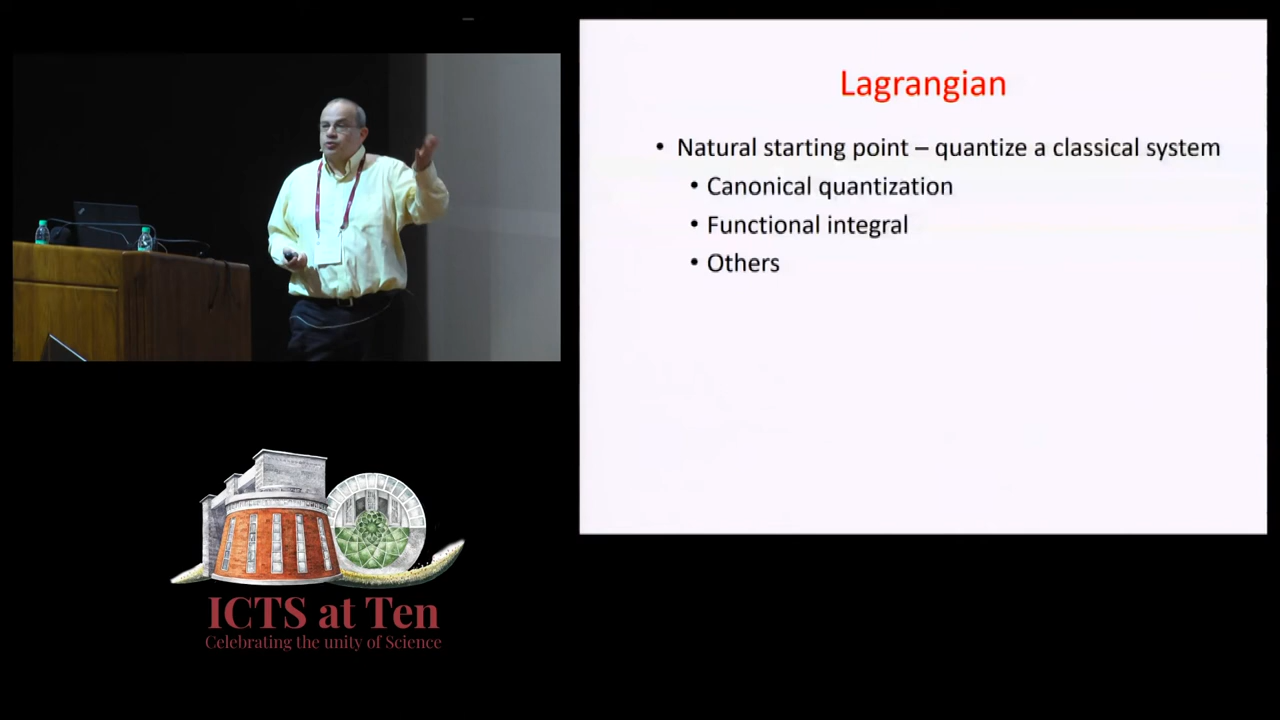 Lagrangian
• Natural starting point – quantize a classical system
• Canonical quantization
• Functional integral
• Others
ICTS at Ten
Celebrating the unity of Science